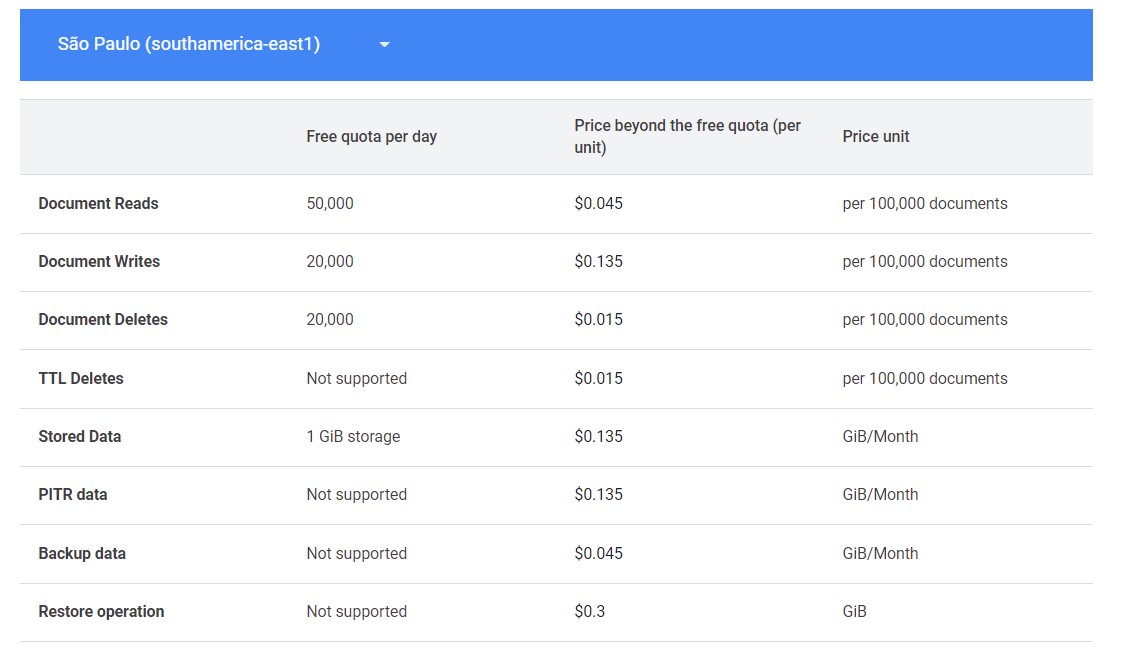 São Paulo (southamerica-east1)
Free quota per day
Price beyond the free quota (per
unit)
Price unit
Document Reads 50,000 $0.045 per 100,000 documents
Document Writes 20,000 $0.135 per 100,000 documents
Document Deletes 20,000 $0.015 per 100,000 documents
TTL Deletes Not supported $0.015 per 100,000 documents
Stored Data 1 GiB storage $0.135 GiB/Month
PITR data Not supported $0.135 GiB/Month
Backup data Not supported $0.045 GiB/Month
Restore operation Not supported $0.3 GiB